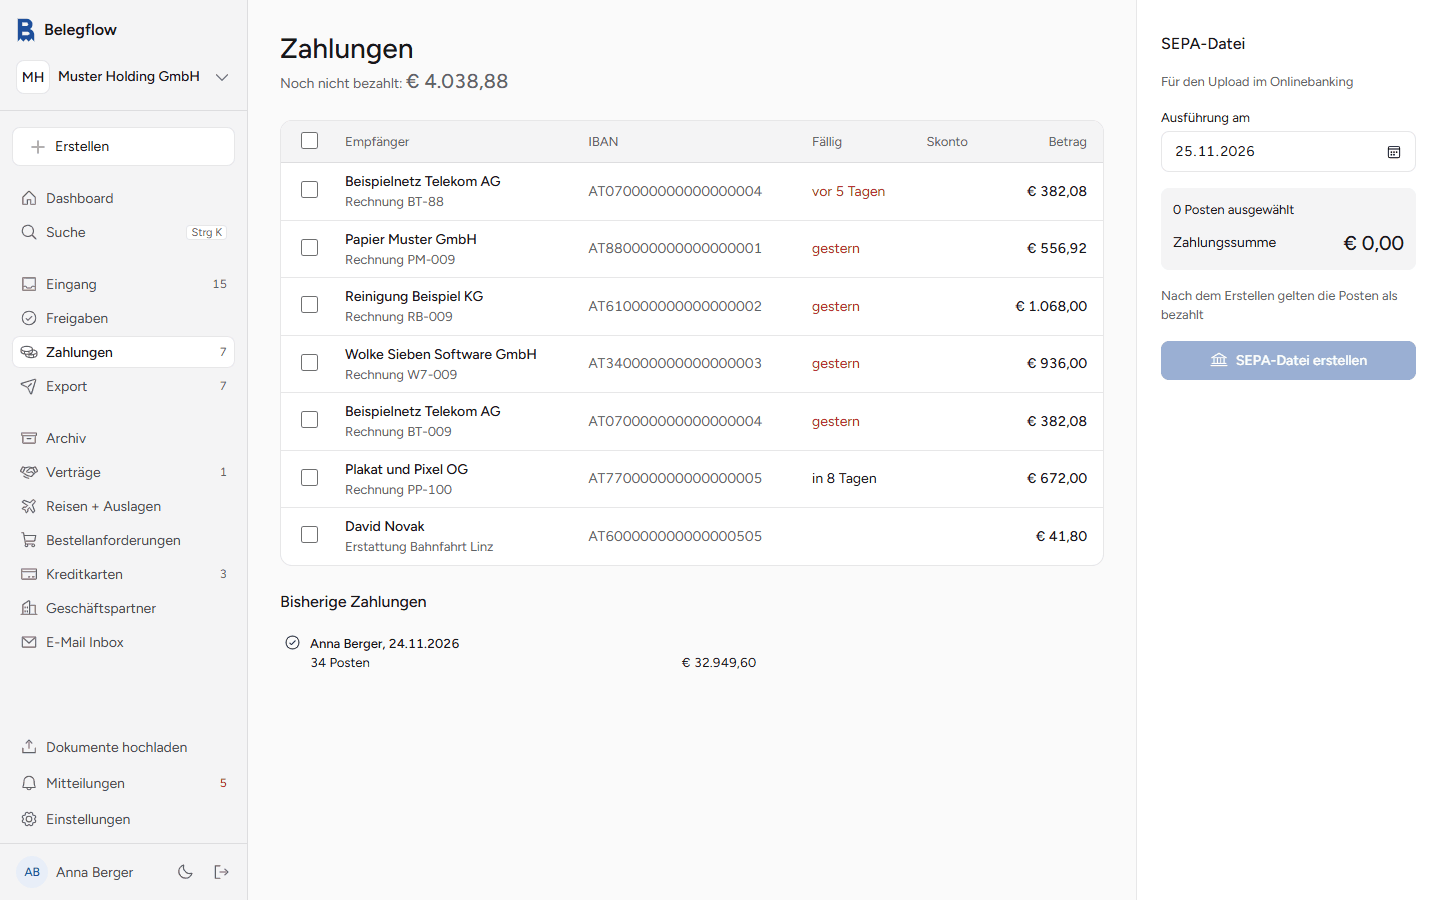 Belegflow
MH Muster Holding GmbH
Erstellen
Dashboard
Suche Strg K
Eingang 15
Freigaben
Zahlungen 7
Export 7
Archiv
Verträge 1
Reisen + Auslagen
Bestellanforderungen
Kreditkarten 3
Geschäftspartner
E-Mail Inbox
Dokumente hochladen
Mitteilungen 5
Einstellungen
AB Anna Berger
Zahlungen
Noch nicht bezahlt: € 4.038,88
Empfänger IBAN Fällig Skonto Betrag
Beispielnetz Telekom AG
Rechnung BT-88
AT070000000000000004 vor 5 Tagen € 382,08
Papier Muster GmbH
Rechnung PM-009
AT880000000000000001 gestern € 556,92
Reinigung Beispiel KG
Rechnung RB-009
AT610000000000000002 gestern € 1.068,00
Wolke Sieben Software GmbH
Rechnung W7-009
AT340000000000000003 gestern € 936,00
Beispielnetz Telekom AG
Rechnung BT-009
AT070000000000000004 gestern € 382,08
Plakat und Pixel OG
Rechnung PP-100
AT770000000000000005 in 8 Tagen € 672,00
David Novak
Erstattung Bahnfahrt Linz
AT600000000000000505 € 41,80
Bisherige Zahlungen
Anna Berger, 24.11.2026
34 Posten € 32.949,60
SEPA-Datei
Für den Upload im Onlinebanking
Ausführung am
25.11.2026
0 Posten ausgewählt
Zahlungssumme € 0,00
Nach dem Erstellen gelten die Posten als
bezahlt
SEPA-Datei erstellen